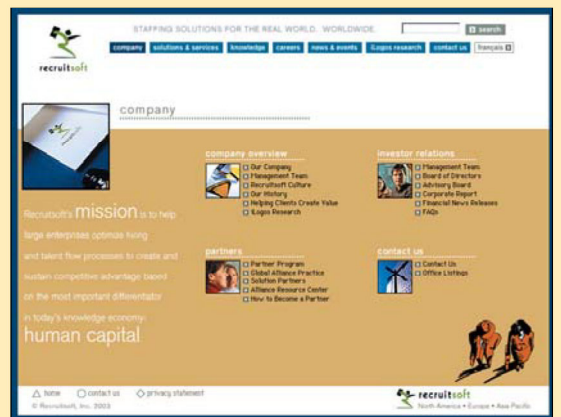 STAFFING SOLUTIONS FOR THE REAL WORLD. WORLDWIDE.
search
recruitsoft
company
solutions & services
knowledge
careers
news & events
iLogos research
contact us
français
company
company overview
Our Company
Management Team
Recruitsoft Culture
Our History
Helping Clients Create Value
iLogos Research
investor relations
Management Team
Board of Directors
Advisory Board
Corporate Report
Financial News Releases
FAQs
Recruitsoft's mission is to help
large enterprises optimize hiring
and talent flow processes to create and
sustain competitive advantage based
on the most important differentiator
in today's knowledge economy:
human capital
partners
Partner Program
Global Alliance Practice
Solution Partners
Alliance Resource Center
How to Become a Partner
contact us
Contact Us
Office Listings
home
contact us
privacy statement
© Recruitsoft, Inc. 2003
recruitsoft
North America • Europe • Asia Pacific